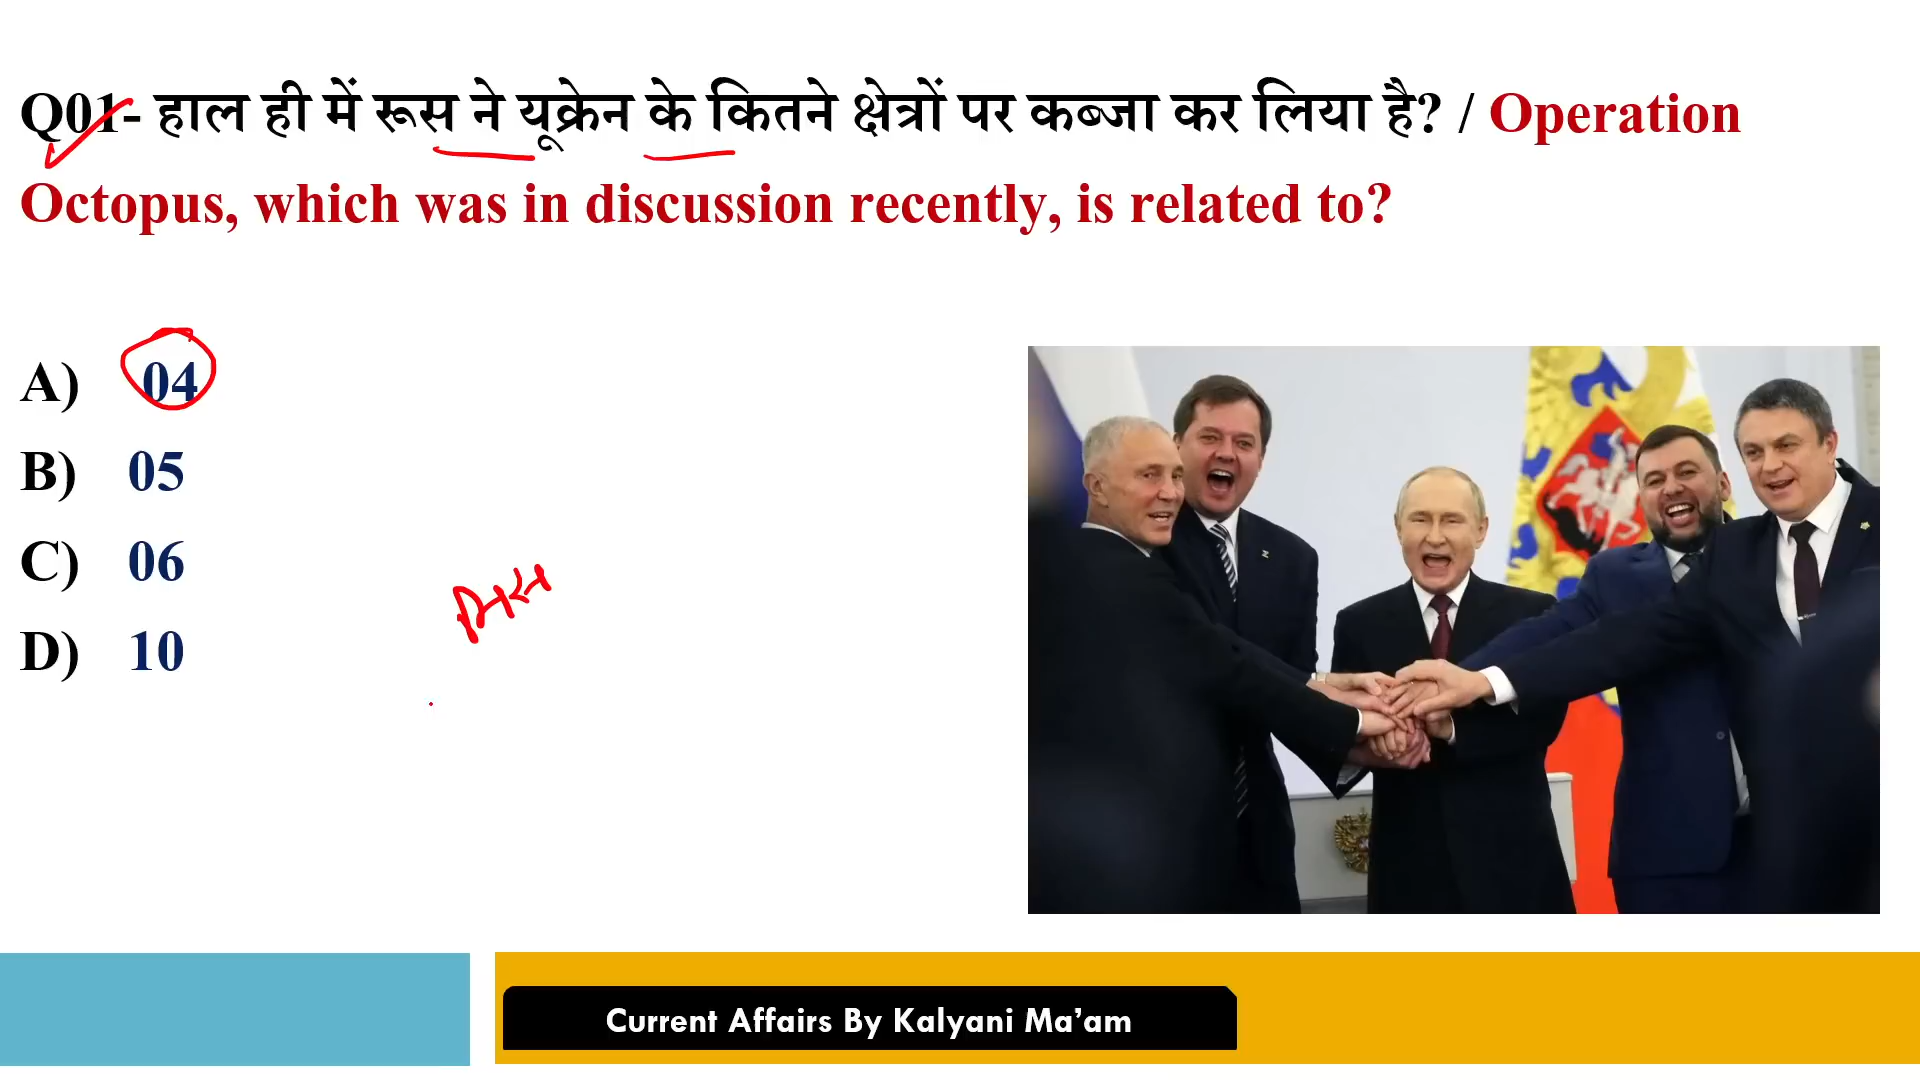 Q01- हाल ही में रूस ने यूक्रेन के कितने क्षेत्रों पर कब्जा कर लिया है? / Operation
Octopus, which was in discussion recently, is related to?
A) 04
B) 05
C) 06
D) 10
Current Affairs By Kalyani Ma’am